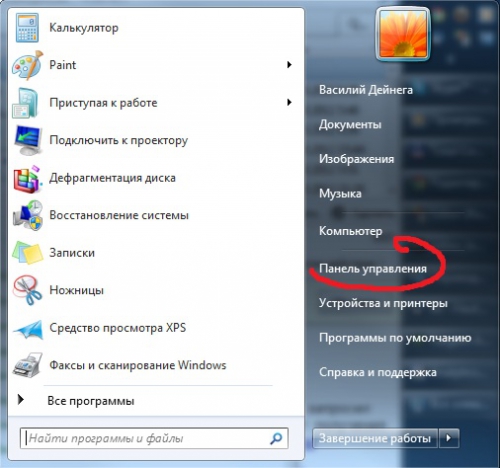 Калькулятор
Paint
Приступая к работе
Подключить к проектору
Дефрагментация диска
Восстановление системы
Записки
Ножницы
Средство просмотра XPS
Факсы и сканирование Windows
Все программы
Найти программы и файлы
Василий Дейнега
Документы
Изображения
Музыка
Компьютер
Панель управления
Устройства и принтеры
Программы по умолчанию
Справка и поддержка
Завершение работы